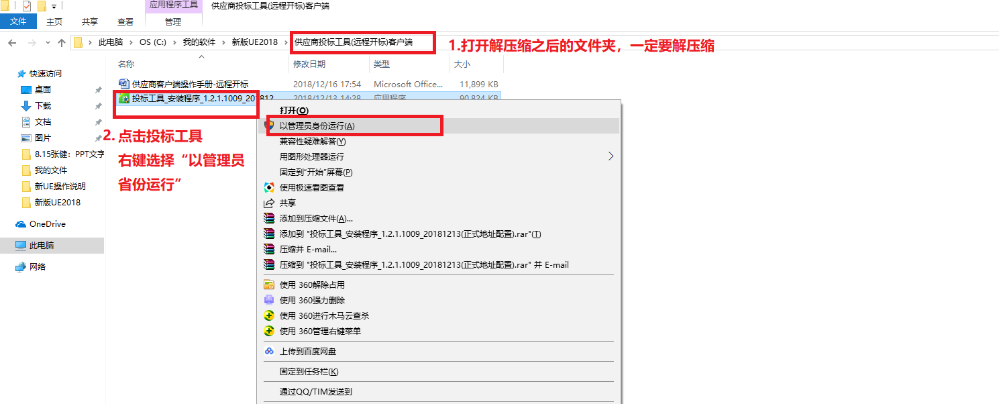 应用程序工具
供应商投标工具(远程开标)客户端
文件
主页
共享
查看
管理
此电脑
OS (C:)
我的软件
新版UE2018
供应商投标工具(远程开标)客户端
1.打开解压缩之后的文件夹，一定要解压缩
名称
修改日期
类型
大小
快速访问
桌面
下载
文档
图片
8.15张健：PPT文字
我的文件
新UE操作说明
新版UE2018
OneDrive
此电脑
网络
供应商客户端操作手册-远程开标
2018/12/16 17:54
Microsoft Office...
11,899 KB
投标工具_安装程序_1.2.1.1009_201812
2018/12/13 14:28
应用程序
90,824 KB
2. 点击投标工具
右键选择“以管理员
省份运行”
打开(O)
以管理员身份运行(A)
兼容性疑难解答(Y)
用图形处理器运行
固定到"开始"屏幕(P)
使用极速看图查看
共享
添加到压缩文件(A)...
添加到 "投标工具_安装程序_1.2.1.1009_20181213(正式地址配置).rar"(T)
压缩并 E-mail...
压缩到 "投标工具_安装程序_1.2.1.1009_20181213(正式地址配置).rar" 并 E-mail
使用 360解除占用
使用 360强力删除
使用 360进行木马云查杀
使用 360管理右键菜单
上传到百度网盘
固定到任务栏(K)
通过QQ/TIM发送到